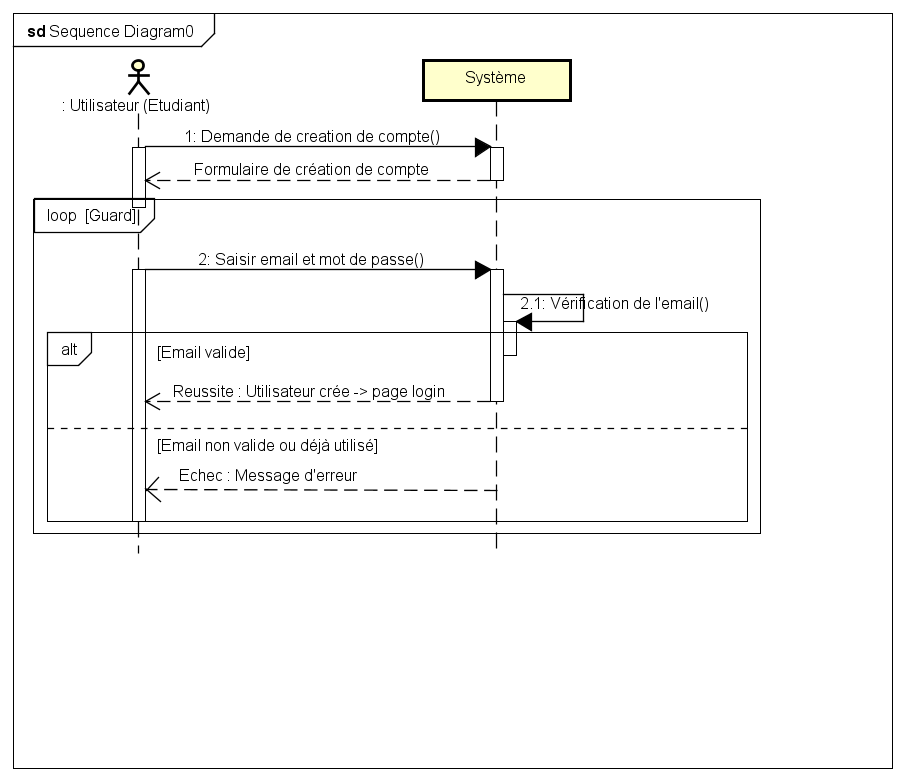 sd Sequence Diagram0
: Utilisateur (Etudiant)
Système
1: Demande de creation de compte()
Formulaire de création de compte
loop [Guard]
2: Saisir email et mot de passe()
2.1: Vérification de l'email()
alt
[Email valide]
Reussite : Utilisateur crée -> page login
[Email non valide ou déjà utilisé]
Echec : Message d'erreur